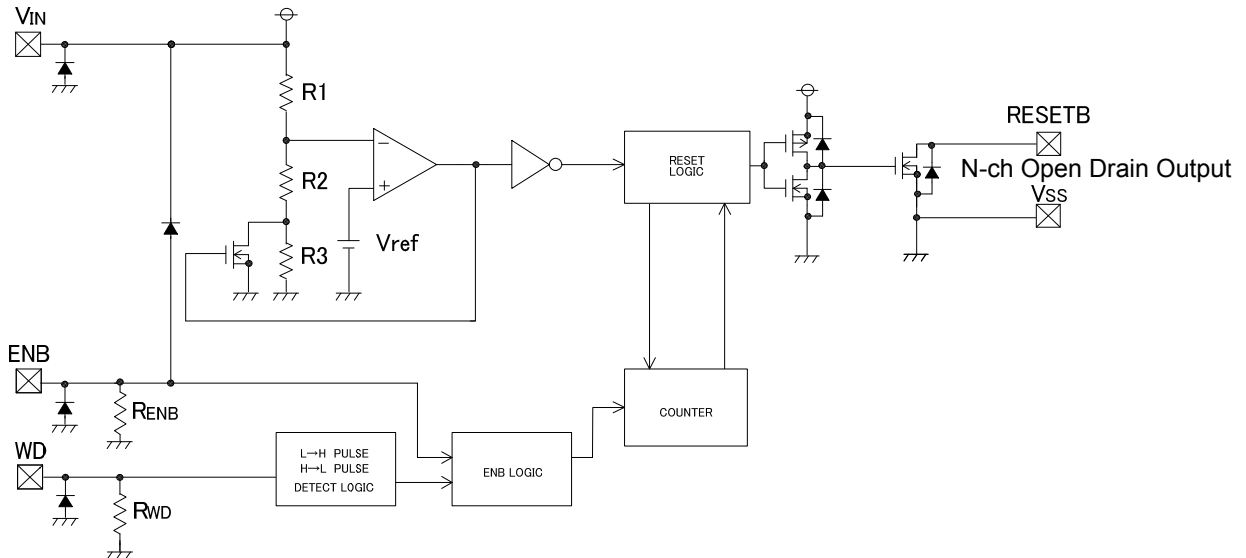 VIN
R1
R2
R3
Vref
RESET
LOGIC
RESETB
N-ch Open Drain Output
VSS
ENB
RENB
COUNTER
WD
RWD
L→H PULSE
H→L PULSE
DETECT LOGIC
ENB LOGIC